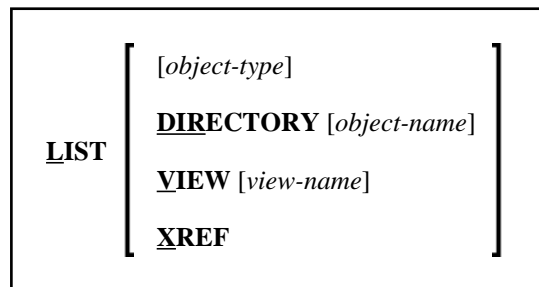 [object-type]
DIRECTORY [object-name]
LIST
VIEW [view-name]
XREF